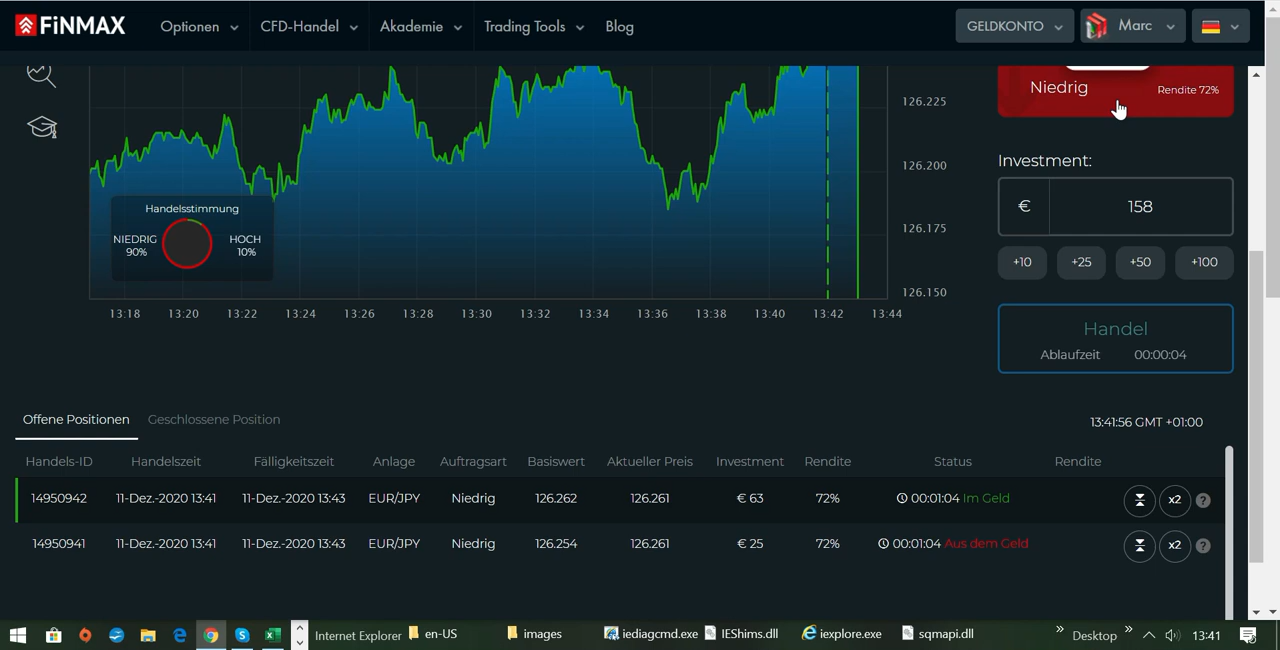 FiNMAX Optionen CFD-Handel Akademie Trading Tools Blog GELDKONTO Marc
Niedrig Rendite 72%
126.225
126.200
126.175
126.150
Handelsstimmung
NIEDRIG 90% HOCH 10%
13:18 13:20 13:22 13:24 13:26 13:28 13:30 13:32 13:34 13:36 13:38 13:40 13:42 13:44
Investment:
€ 158
+10 +25 +50 +100
Handel
Ablaufzeit 00:00:04
Offene Positionen Geschlossene Position 13:41:56 GMT +01:00
Handels-ID Handelszeit Fälligkeitszeit Anlage Auftragsart Basiswert Aktueller Preis Investment Rendite Status Rendite
14950942 11-Dez.-2020 13:41 11-Dez.-2020 13:43 EUR/JPY Niedrig 126.262 126.261 € 63 72% 00:01:04 Im Geld x2 ?
14950941 11-Dez.-2020 13:41 11-Dez.-2020 13:43 EUR/JPY Niedrig 126.254 126.261 € 25 72% 00:01:04 Aus dem Geld x2 ?
Internet Explorer en-US images iediagcmd.exe IEShims.dll iexplore.exe sqmapi.dll » Desktop » 13:41